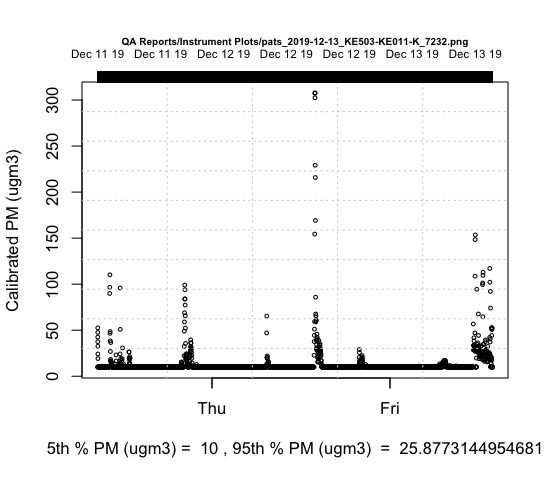 QA Reports/Instrument Plots/pats_2019-12-13_KE503-KE011-K_7232.png
Dec 11 19 Dec 11 19 Dec 12 19 Dec 12 19 Dec 12 19 Dec 13 19 Dec 13 19
Calibrated PM (ugm3)
300
250
200
150
100
50
0
Thu Fri
5th % PM (ugm3) = 10 , 95th % PM (ugm3) = 25.8773144954681